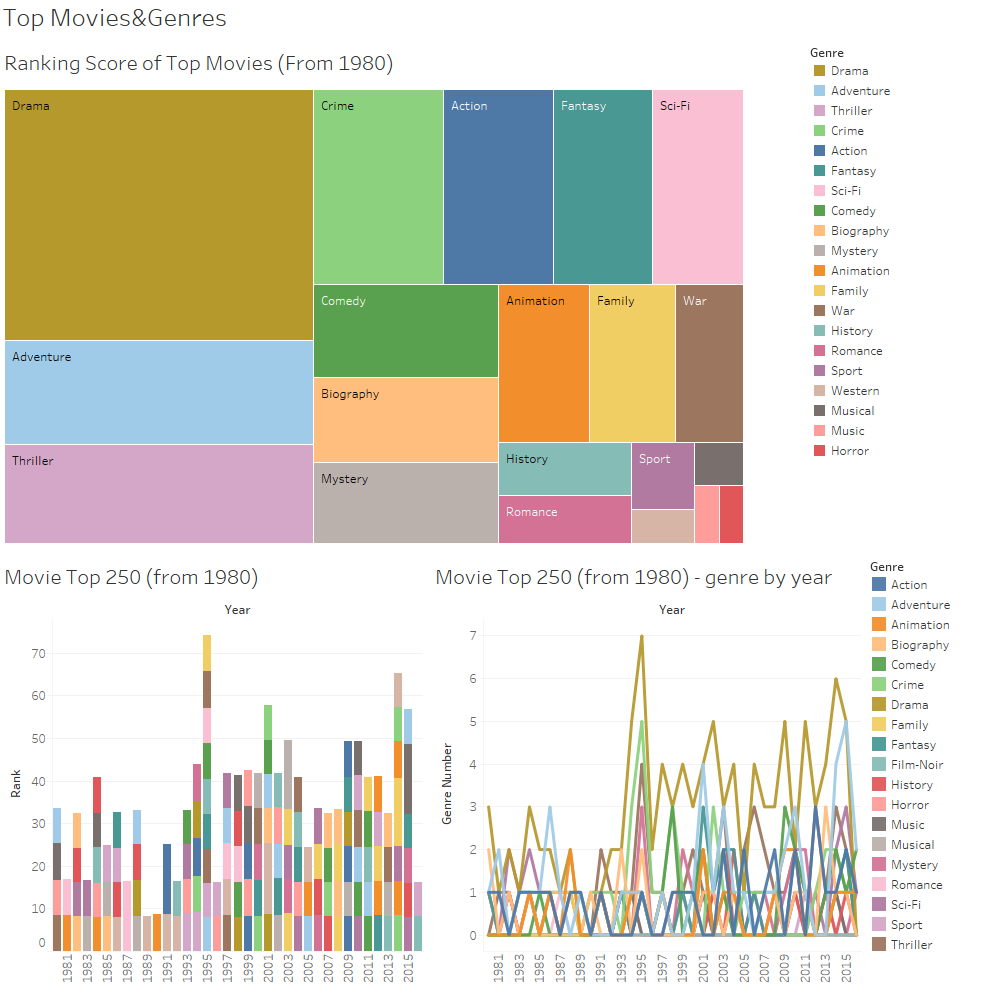 Top Movies&Genres
Ranking Score of Top Movies (From 1980)
Genre
Drama
Adventure
Thriller
Crime
Action
Fantasy
Sci-Fi
Comedy
Biography
Mystery
Animation
Family
War
History
Romance
Sport
Western
Musical
Music
Horror
Drama
Crime
Action
Fantasy
Sci-Fi
Comedy
Animation
Family
War
Adventure
Biography
Thriller
History
Sport
Mystery
Romance
Movie Top 250 (from 1980)
Year
Rank
70
60
50
40
30
20
10
0
1981
1983
1985
1987
1989
1991
1993
1995
1997
1999
2001
2003
2005
2007
2009
2011
2013
2015
Movie Top 250 (from 1980) - genre by year
Year
Genre Number
7
6
5
4
3
2
1
0
1981
1983
1985
1987
1989
1991
1993
1995
1997
1999
2001
2003
2005
2007
2009
2011
2013
2015
Genre
Action
Adventure
Animation
Biography
Comedy
Crime
Drama
Family
Fantasy
Film-Noir
History
Horror
Music
Musical
Mystery
Romance
Sci-Fi
Sport
Thriller